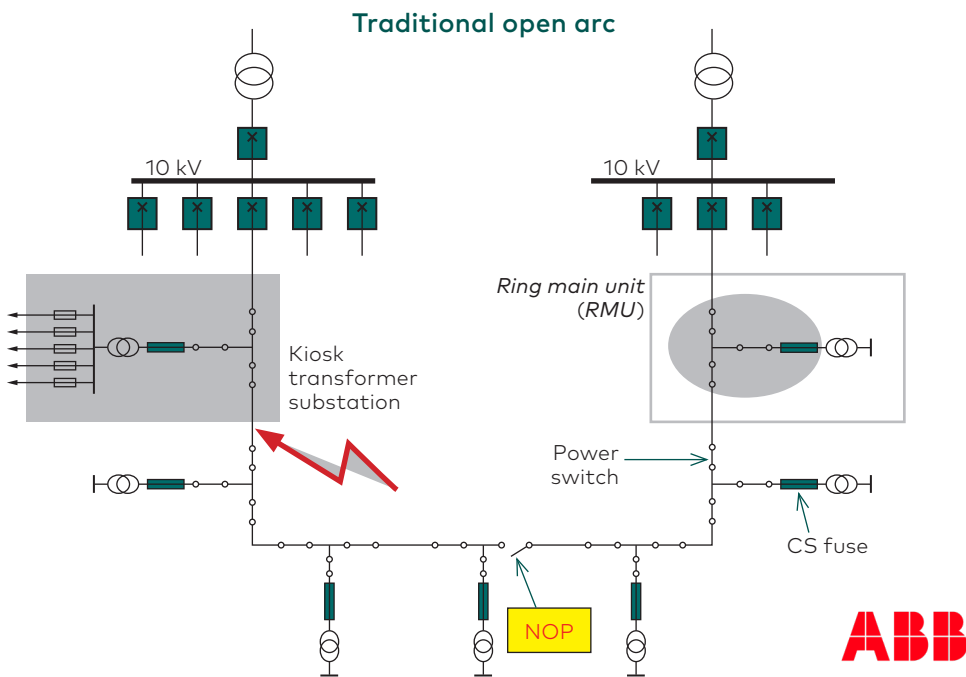 Traditional open arc
10 kV
10 kV
Ring main unit
(RMU)
Kiosk
transformer
substation
Power
switch
CS fuse
NOP
ABB